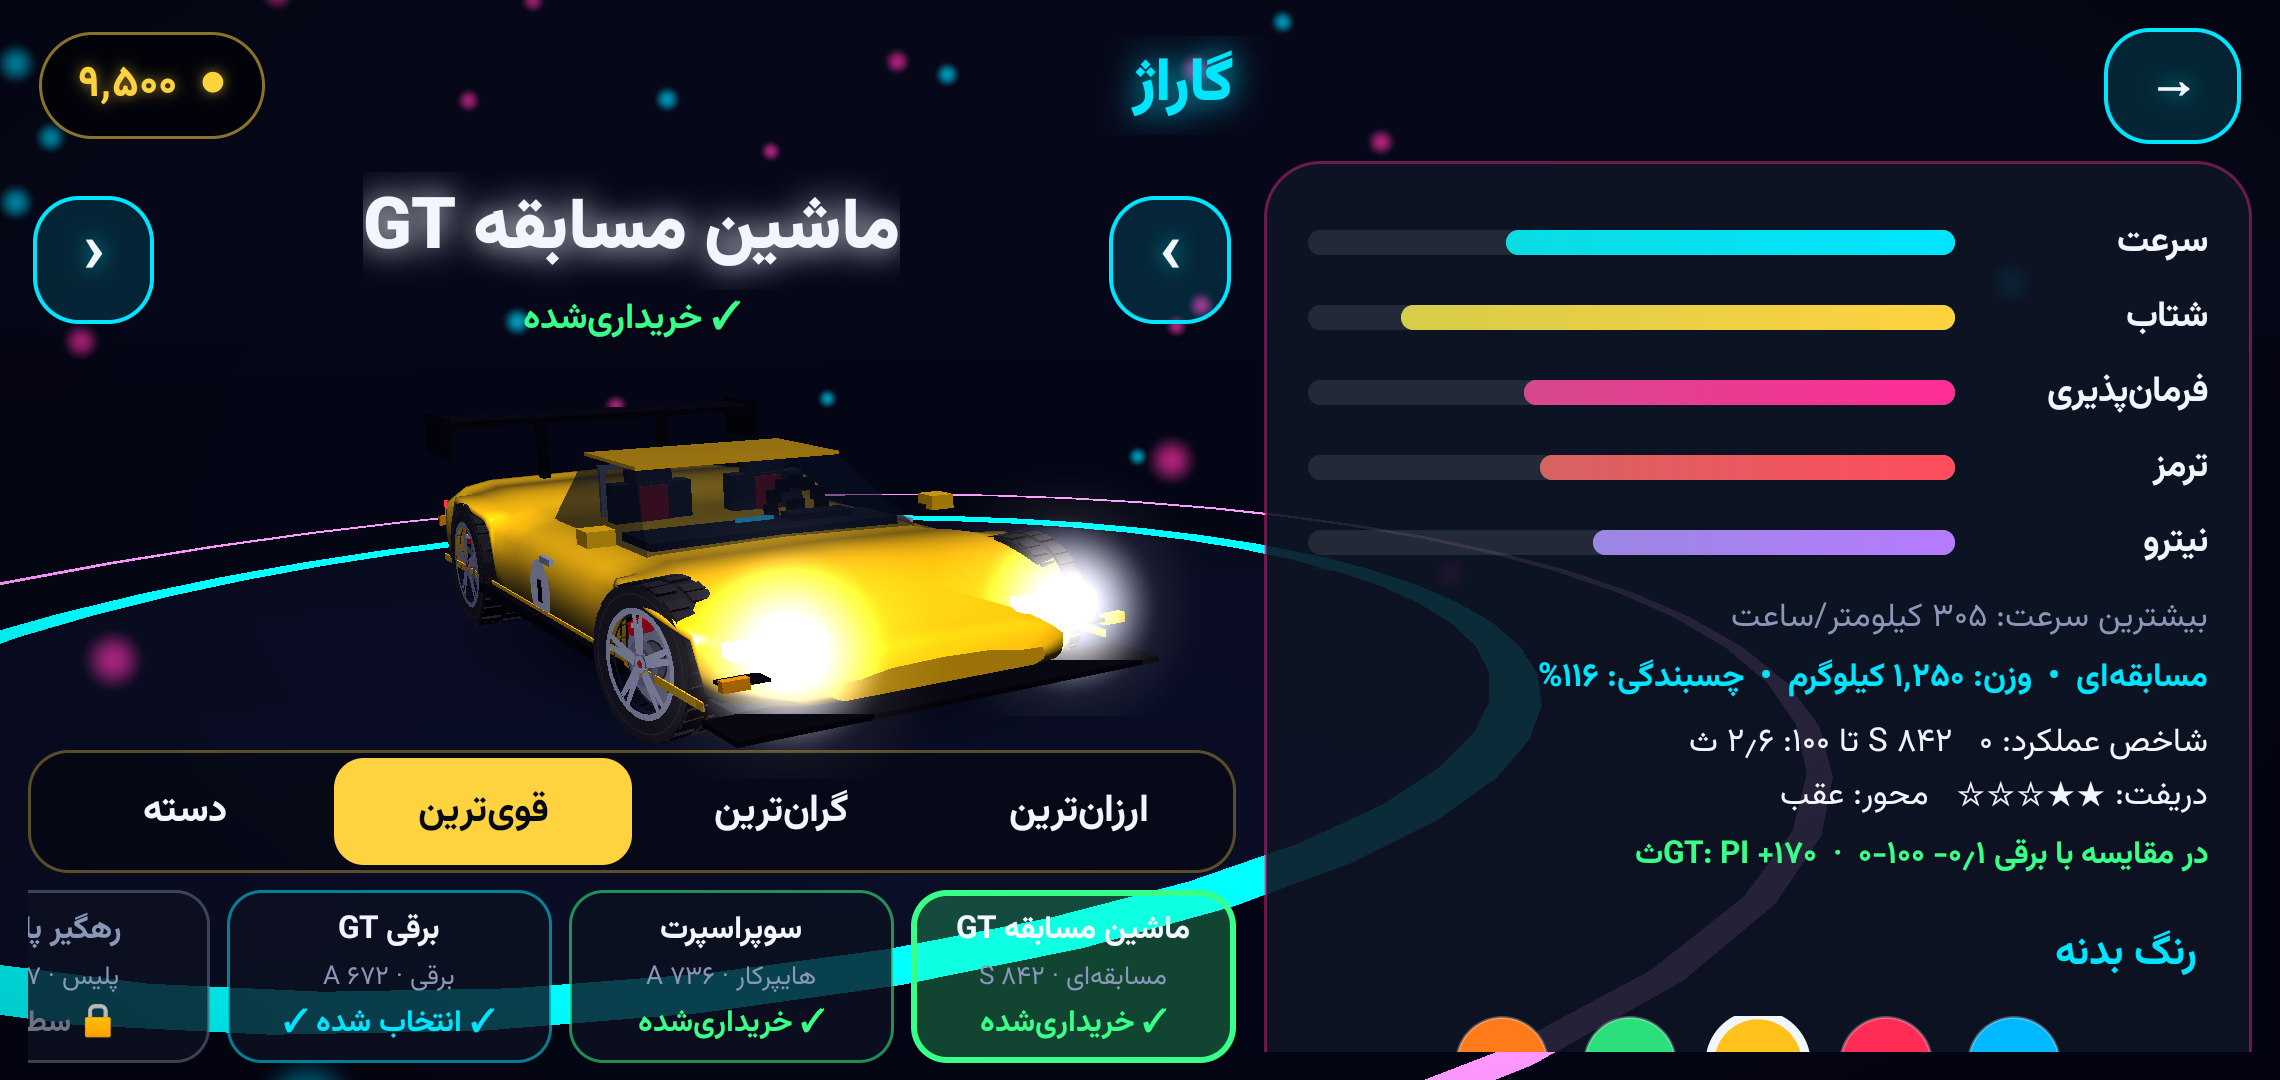 →
گاراژ
۹,۵۰۰
ماشین مسابقه GT
✓ خریداری‌شده
سرعت
شتاب
فرمان‌پذیری
ترمز
نیترو
بیشترین سرعت: ۳۰۵ کیلومتر/ساعت
مسابقه‌ای • وزن: ۱,۲۵۰ کیلوگرم • چسبندگی: ۱۱۶%
شاخص عملکرد: S ۸۴۲   ۰ تا ۱۰۰: ۲٫۶ ث
دریفت: ★★☆☆☆ محور: عقب
در مقایسه با برقی GT: PI +۱۷۰ · ۰-۱۰۰ -۰٫۱ث
رنگ بدنه
6
ارزان‌ترین
گران‌ترین
قوی‌ترین
دسته
ماشین مسابقه GT
مسابقه‌ای · S ۸۴۲
✓ خریداری‌شده
سوپراسپرت
هایپرکار · A ۷۳۶
✓ خریداری‌شده
برقی GT
برقی · A ۶۷۲
✓ انتخاب شده ✓
رهگیر
پلیس ·